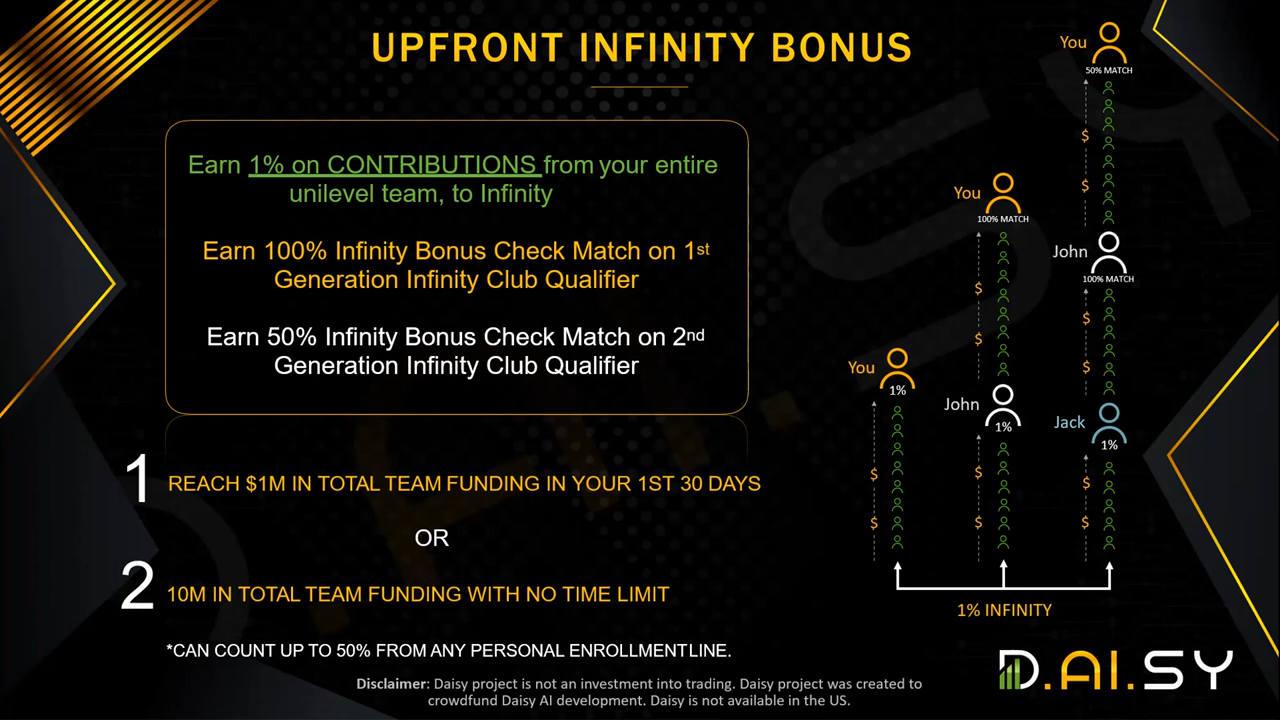 UPFRONT INFINITY BONUS
Earn 1% on CONTRIBUTIONS from your entire
unilevel team, to Infinity
Earn 100% Infinity Bonus Check Match on 1st
Generation Infinity Club Qualifier
Earn 50% Infinity Bonus Check Match on 2nd
Generation Infinity Club Qualifier
1 REACH $1M IN TOTAL TEAM FUNDING IN YOUR 1ST 30 DAYS
OR
2 10M IN TOTAL TEAM FUNDING WITH NO TIME LIMIT
*CAN COUNT UP TO 50% FROM ANY PERSONAL ENROLLMENT LINE.
Disclaimer: Daisy project is not an investment into trading. Daisy project was created to
crowdfund Daisy AI development. Daisy is not available in the US.
You
1%
$
$
You
100% MATCH
$
$
John
1%
$
$
You
50% MATCH
$
$
John
100% MATCH
$
$
Jack
1%
$
$
1% INFINITY
D.AI.SY